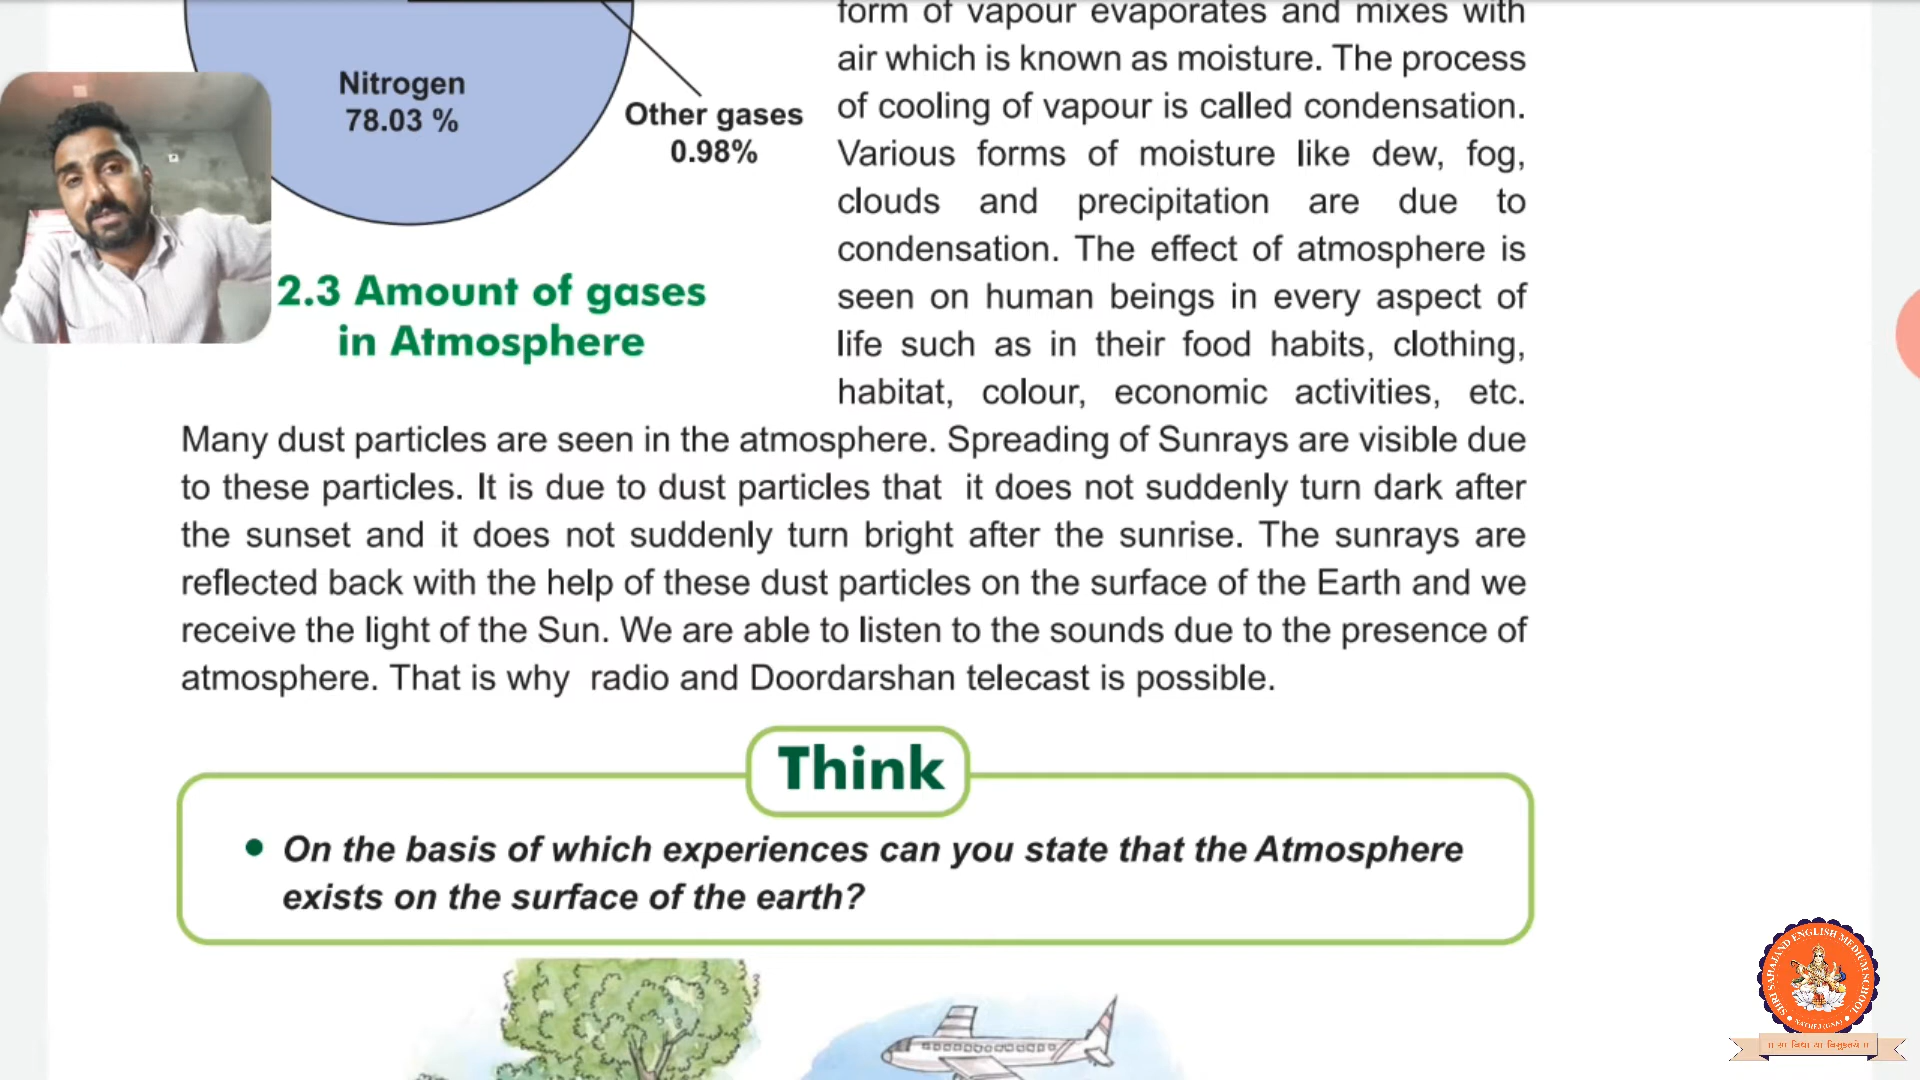 Nitrogen
78.03 %
Other gases
0.98%
2.3 Amount of gases
in Atmosphere
form of vapour evaporates and mixes with
air which is known as moisture. The process
of cooling of vapour is called condensation.
Various forms of moisture like dew, fog,
clouds and precipitation are due to
condensation. The effect of atmosphere is
seen on human beings in every aspect of
life such as in their food habits, clothing,
habitat, colour, economic activities, etc.
Many dust particles are seen in the atmosphere. Spreading of Sunrays are visible due
to these particles. It is due to dust particles that it does not suddenly turn dark after
the sunset and it does not suddenly turn bright after the sunrise. The sunrays are
reflected back with the help of these dust particles on the surface of the Earth and we
receive the light of the Sun. We are able to listen to the sounds due to the presence of
atmosphere. That is why radio and Doordarshan telecast is possible.
Think
• On the basis of which experiences can you state that the Atmosphere
exists on the surface of the earth?
SHRI SAHAJANAND ENGLISH MEDIUM SCHOOL
।। सा विद्या या विमुक्तये ।।